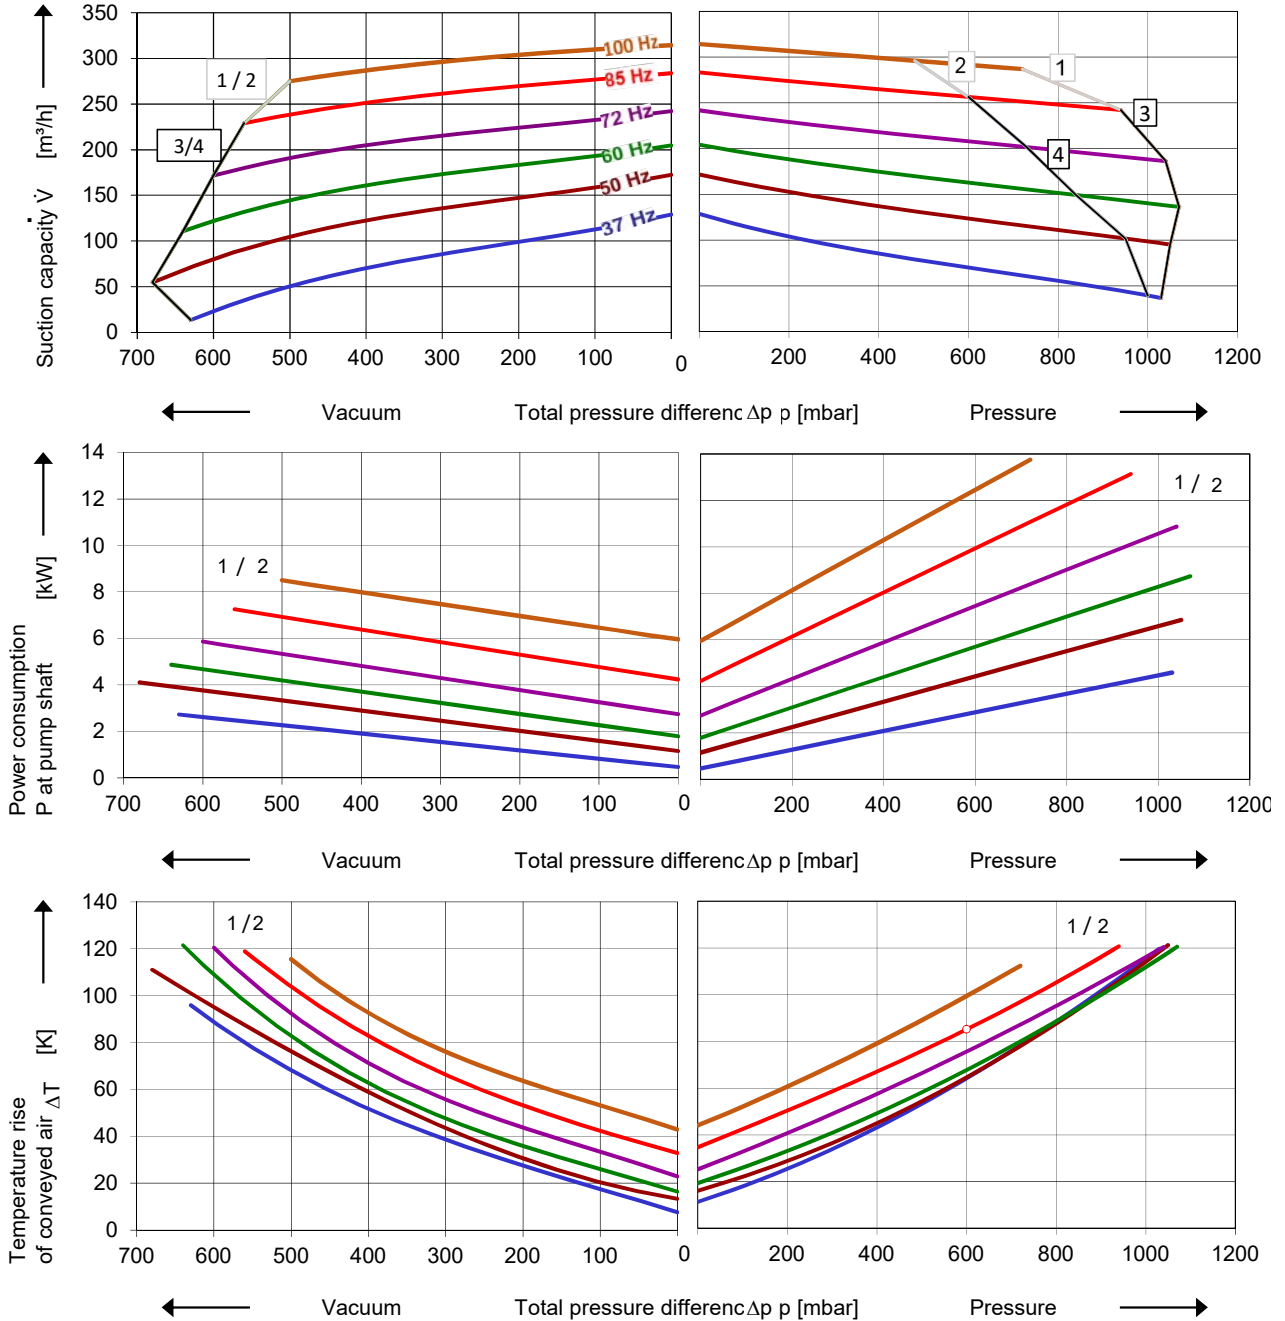 350
300
250
200
150
100
50
0
Suction capacity V̇ [m³/h]
1 / 2
3/4
100 Hz
85 Hz
72 Hz
60 Hz
50 Hz
37 Hz
2
1
3
4
700 600 500 400 300 200 100 0 200 400 600 800 1000 1200
Vacuum Total pressure differenc Δp p [mbar] Pressure
14
12
10
8
6
4
2
0
Power consumption
P at pump shaft [kW]
1 / 2
1 / 2
700 600 500 400 300 200 100 0 200 400 600 800 1000 1200
Vacuum Total pressure differenc Δp p [mbar] Pressure
140
120
100
80
60
40
20
0
Temperature rise
of conveyed air ΔT [K]
1 /2
1 / 2
700 600 500 400 300 200 100 0 200 400 600 800 1000 1200
Vacuum Total pressure differenc Δp p [mbar] Pressure